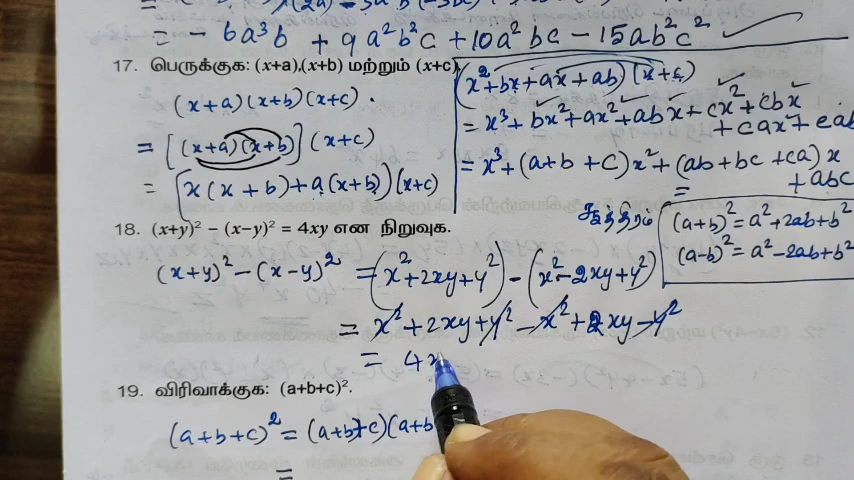 = - 6a³b + 9a²b²c + 10a²bc - 15ab²c²
17. பெருக்குக: (x+a),(x+b) மற்றும் (x+c)
(x+a)(x+b)(x+c).
= [(x+a)(x+b)](x+c)
= [x(x+b)+a(x+b)](x+c)
(x²+bx+ax+ab)(x+c)
= x³+bx²+ax²+abx+cx²+cbx
+cax+cab
= x³+(a+b+c)x²+(ab+bc+ca)x
+abc
18. (x+y)² − (x−y)² = 4xy என நிறுவுக.
சூத்திரம்
(a+b)²=a²+2ab+b²
(a-b)²=a²-2ab+b²
(x+y)²-(x-y)² = (x²+2xy+y²)-(x²-2xy+y²)
= x²+2xy+y²-x²+2xy-y²
= 4x
19. விரிவாக்குக: (a+b+c)².
(a+b+c)² = (a+b+c)(a+b
=